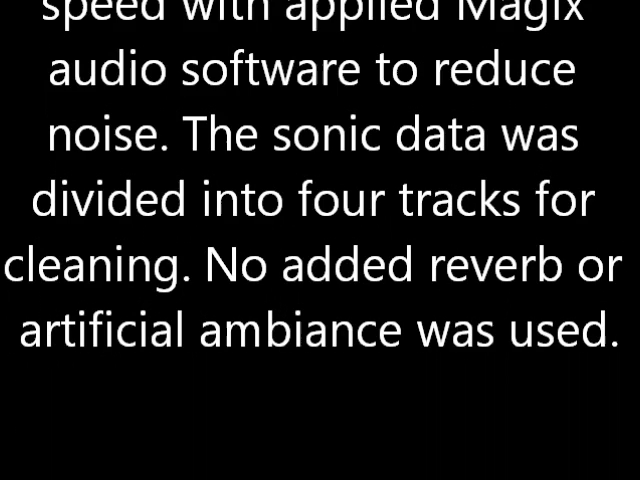 speed with applied Magix
audio software to reduce
noise. The sonic data was
divided into four tracks for
cleaning. No added reverb or
artificial ambiance was used.